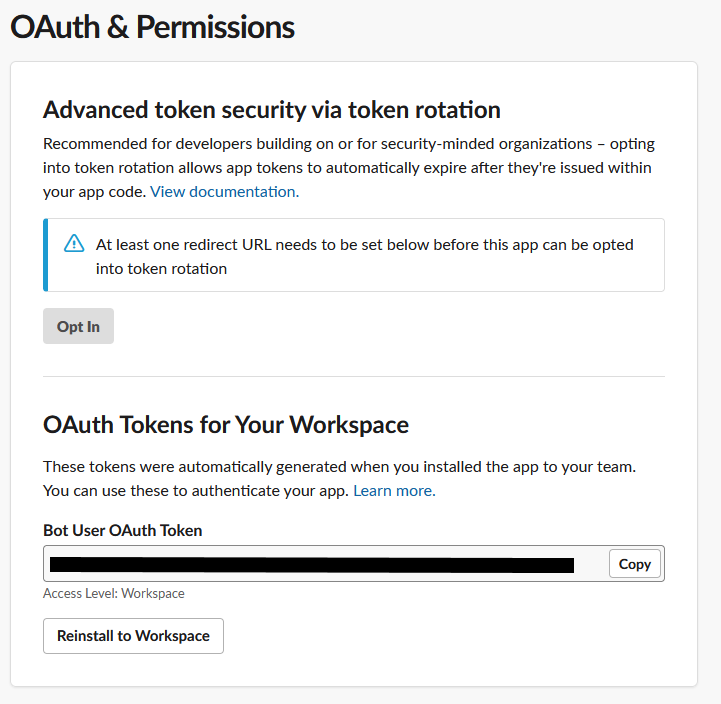 OAuth & Permissions
Advanced token security via token rotation
Recommended for developers building on or for security-minded organizations – opting
into token rotation allows app tokens to automatically expire after they're issued within
your app code. View documentation.
At least one redirect URL needs to be set below before this app can be opted
into token rotation
Opt In
OAuth Tokens for Your Workspace
These tokens were automatically generated when you installed the app to your team.
You can use these to authenticate your app. Learn more.
Bot User OAuth Token
Copy
Access Level: Workspace
Reinstall to Workspace